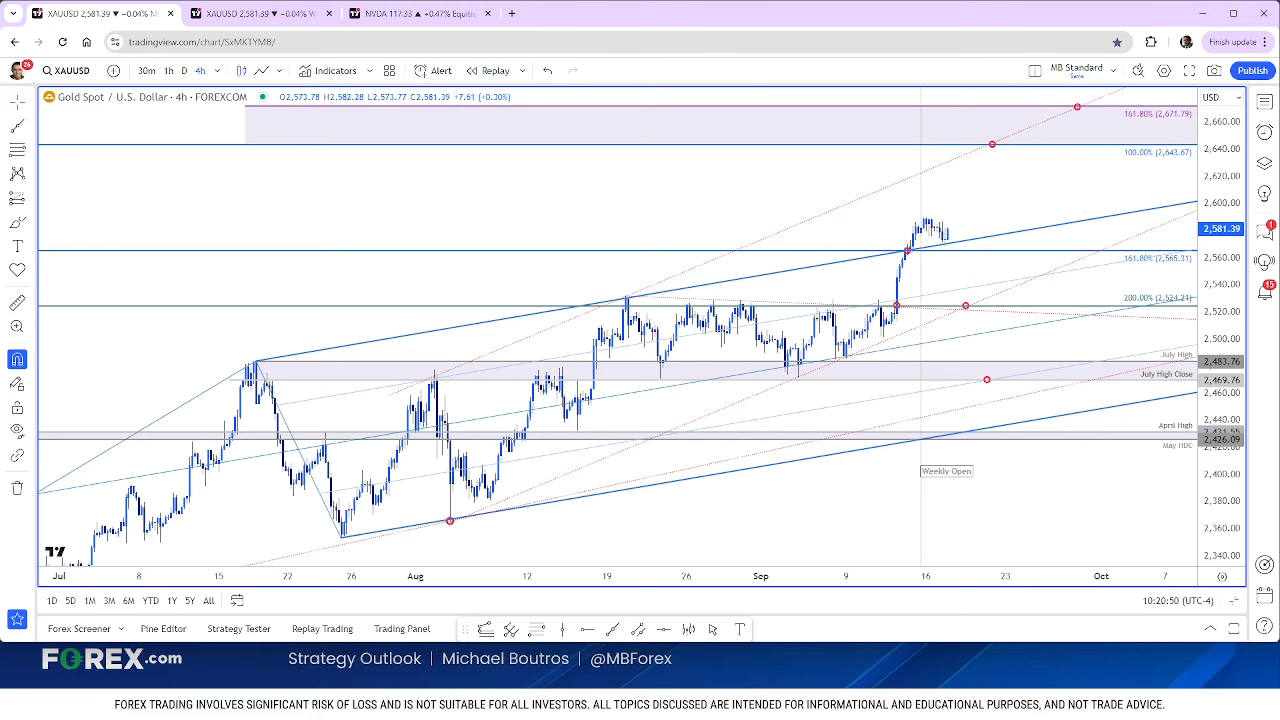 XAUUSD 2,581.39 ▼ −0.04% M
XAUUSD 2,581.39 ▼ −0.04% W
NVDA 117.33 ▲ +0.47% Equitie
tradingview.com/chart/SxMKTYMB/
Finish update
26
XAUUSD
30m 1h D 4h
Indicators
Alert
Replay
MB Standard
Save
Publish
Gold Spot / U.S. Dollar · 4h · FOREXCOM
O2,573.78 H2,582.28 L2,573.77 C2,581.39 +7.61 (+0.30%)
USD
161.80% (2,671.79)
2,660.00
100.00% (2,643.67)
2,640.00
2,620.00
2,600.00
2,581.39
161.80% (2,565.31)
2,560.00
2,540.00
200.00% (2,524.21)
2,520.00
2,500.00
July High
2,483.76
July High Close
2,469.76
2,460.00
2,440.00
April High
2,431.55
2,426.09
May HDC
Weekly Open
2,400.00
2,380.00
2,360.00
2,340.00
1
15
Jul 8 15 22 26 Aug 12 19 26 Sep 9 16 23 Oct 7
1D 5D 1M 3M 6M YTD 1Y 5Y All
10:20:50 (UTC-4)
Forex Screener Pine Editor Strategy Tester Replay Trading Trading Panel
FOREX.com
Strategy Outlook | Michael Boutros | @MBForex
FOREX TRADING INVOLVES SIGNIFICANT RISK OF LOSS AND IS NOT SUITABLE FOR ALL INVESTORS. ALL TOPICS DISCUSSED ARE INTENDED FOR INFORMATIONAL AND EDUCATIONAL PURPOSES, AND NOT TRADE ADVICE.